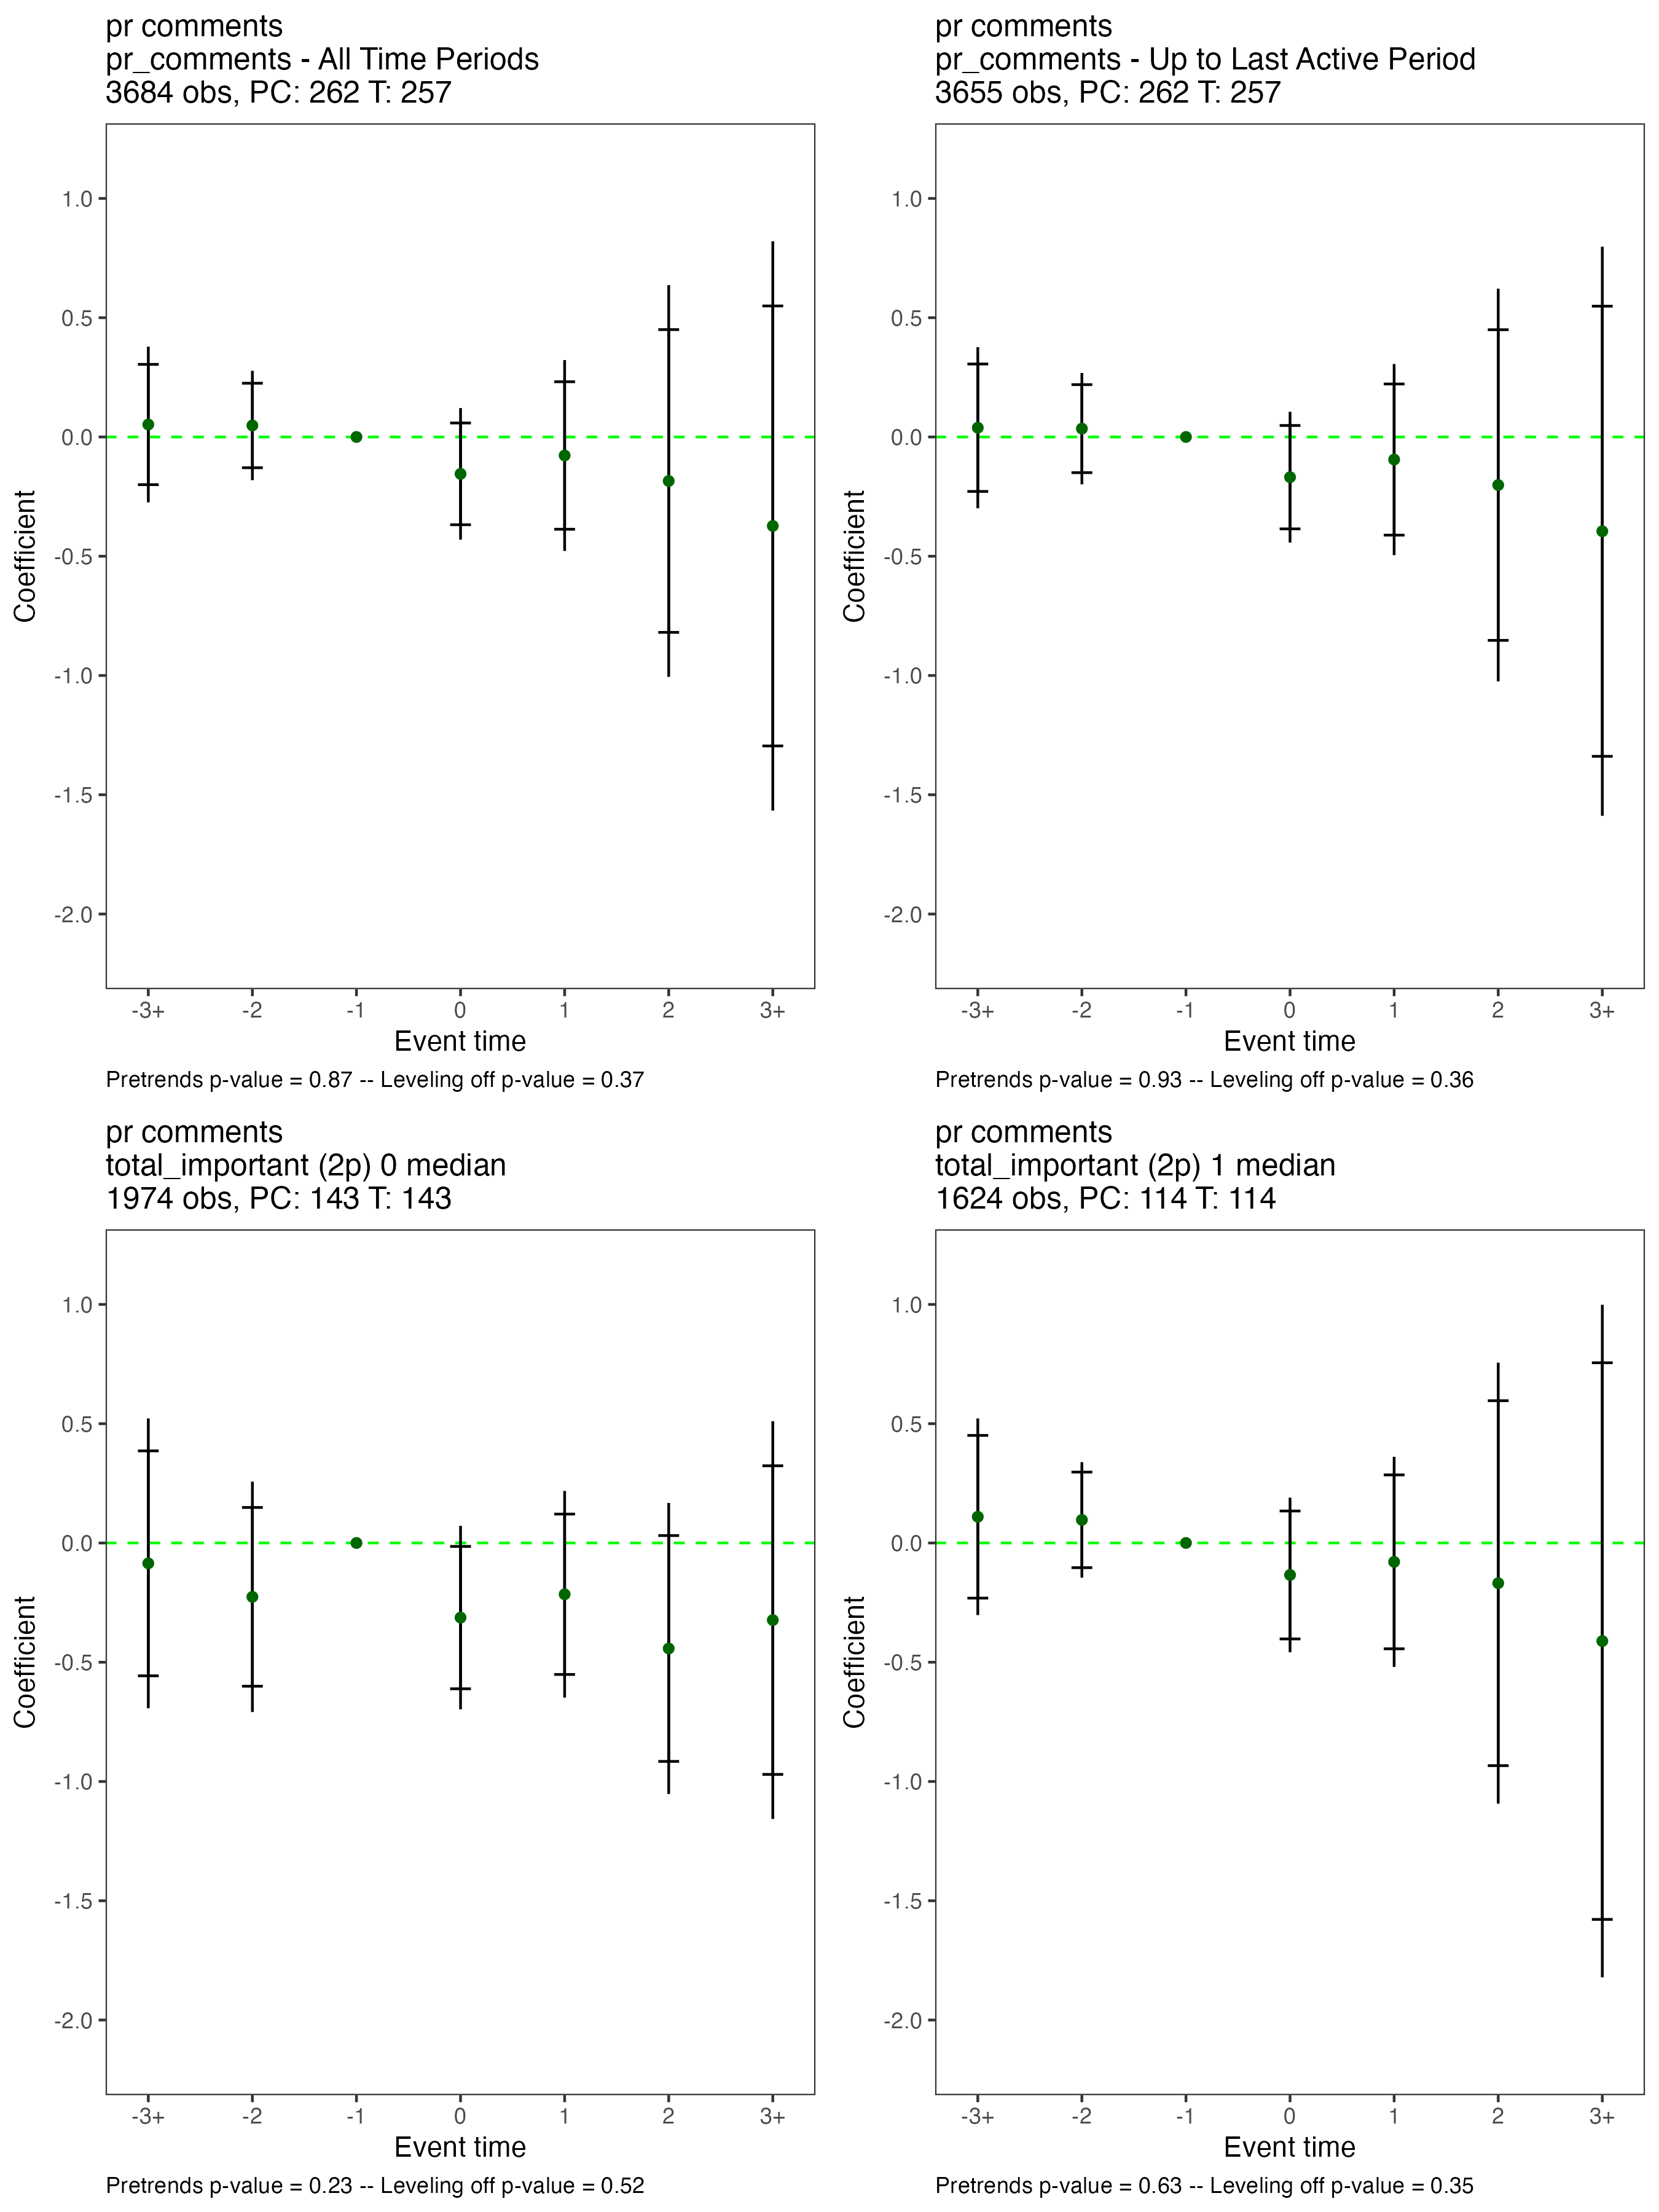 pr comments
pr_comments - All Time Periods
3684 obs, PC: 262 T: 257
1.0
0.5
0.0
-0.5
-1.0
-1.5
-2.0
Coefficient
-3+ -2 -1 0 1 2 3+
Event time
Pretrends p-value = 0.87 -- Leveling off p-value = 0.37
pr comments
pr_comments - Up to Last Active Period
3655 obs, PC: 262 T: 257
1.0
0.5
0.0
-0.5
-1.0
-1.5
-2.0
Coefficient
-3+ -2 -1 0 1 2 3+
Event time
Pretrends p-value = 0.93 -- Leveling off p-value = 0.36
pr comments
total_important (2p) 0 median
1974 obs, PC: 143 T: 143
1.0
0.5
0.0
-0.5
-1.0
-1.5
-2.0
Coefficient
-3+ -2 -1 0 1 2 3+
Event time
Pretrends p-value = 0.23 -- Leveling off p-value = 0.52
pr comments
total_important (2p) 1 median
1624 obs, PC: 114 T: 114
1.0
0.5
0.0
-0.5
-1.0
-1.5
-2.0
Coefficient
-3+ -2 -1 0 1 2 3+
Event time
Pretrends p-value = 0.63 -- Leveling off p-value = 0.35